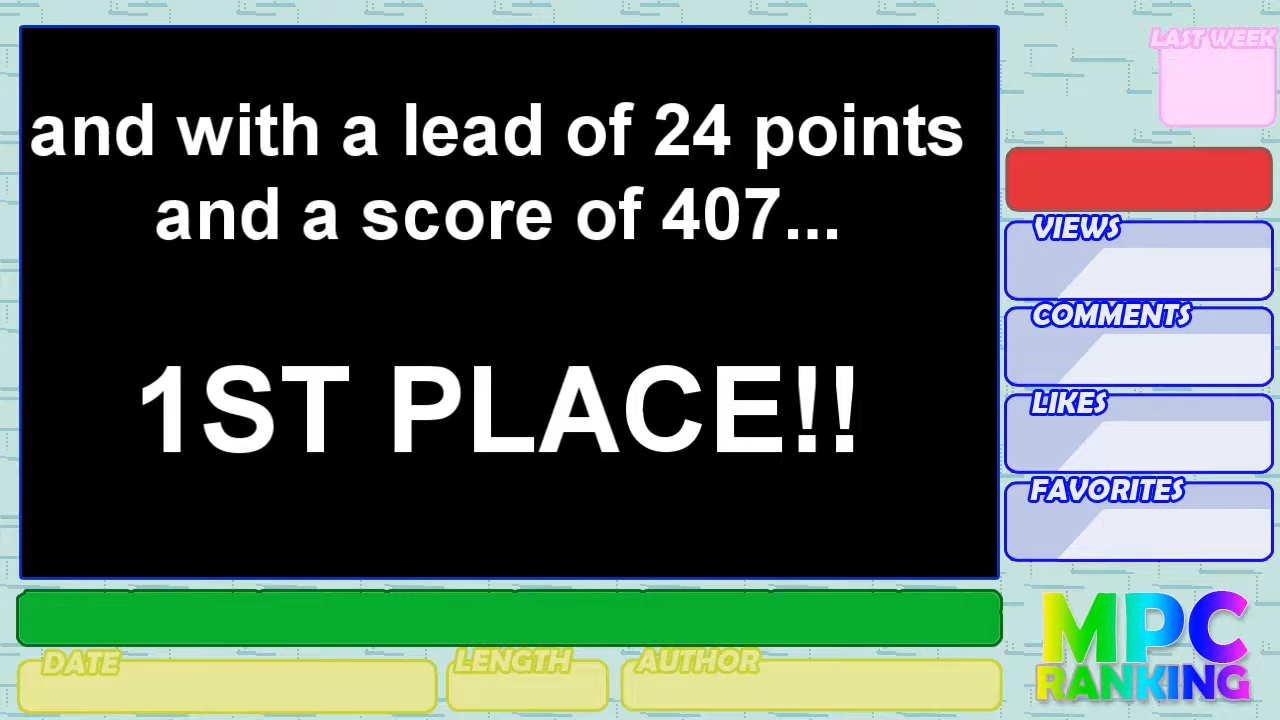 and with a lead of 24 points
and a score of 407...
1ST PLACE!!
LAST WEEK
VIEWS
COMMENTS
LIKES
FAVORITES
DATE
LENGTH
AUTHOR
MPC
RANKING